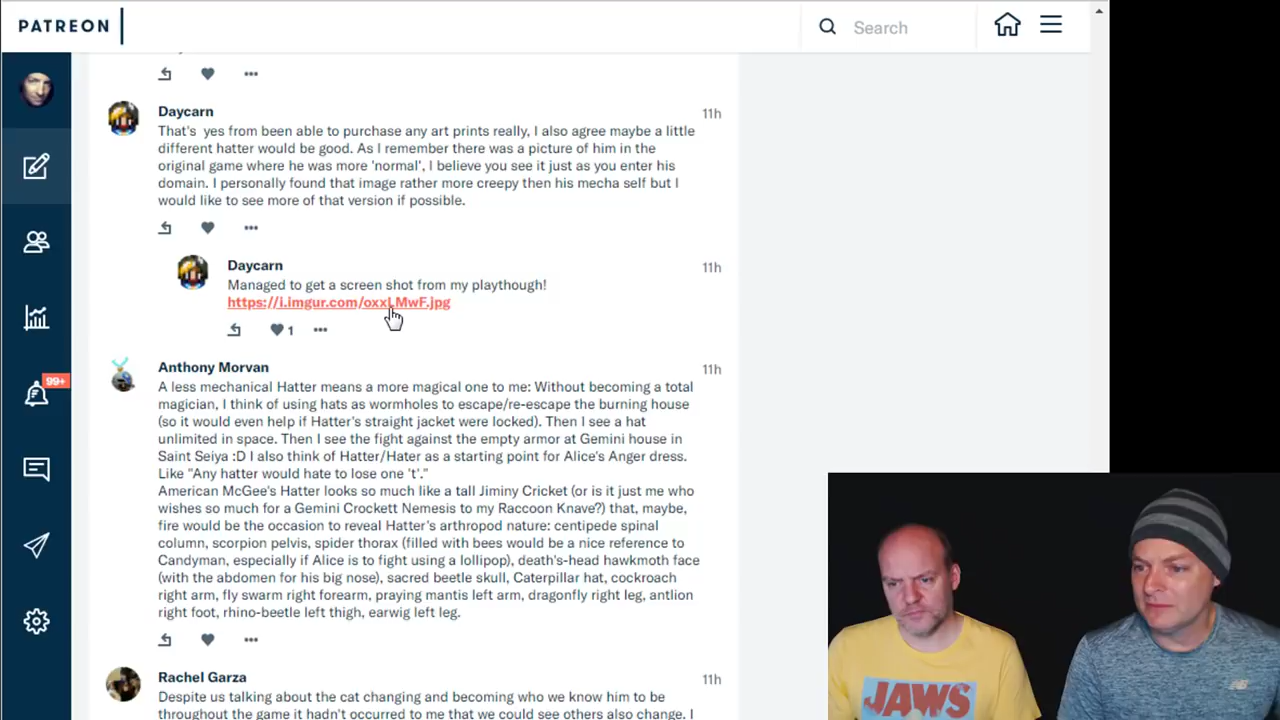 PATREON
Search
Daycarn
11h
That's yes from been able to purchase any art prints really, I also agree maybe a little
different hatter would be good. As I remember there was a picture of him in the
original game where he was more 'normal', I believe you see it just as you enter his
domain. I personally found that image rather more creepy then his mecha self but I
would like to see more of that version if possible.
Daycarn
11h
Managed to get a screen shot from my playthough!
https://i.imgur.com/oxxLMwF.jpg
1
99+
Anthony Morvan
11h
A less mechanical Hatter means a more magical one to me: Without becoming a total
magician, I think of using hats as wormholes to escape/re-escape the burning house
(so it would even help if Hatter's straight jacket were locked). Then I see a hat
unlimited in space. Then I see the fight against the empty armor at Gemini house in
Saint Seiya :D I also think of Hatter/Hater as a starting point for Alice's Anger dress.
Like "Any hatter would hate to lose one 't'."
American McGee's Hatter looks so much like a tall Jiminy Cricket (or is it just me who
wishes so much for a Gemini Crockett Nemesis to my Raccoon Knave?) that, maybe,
fire would be the occasion to reveal Hatter's arthropod nature: centipede spinal
column, scorpion pelvis, spider thorax (filled with bees would be a nice reference to
Candyman, especially if Alice is to fight using a lollipop), death's-head hawkmoth face
(with the abdomen for his big nose), sacred beetle skull, Caterpillar hat, cockroach
right arm, fly swarm right forearm, praying mantis left arm, dragonfly right leg, antlion
right foot, rhino-beetle left thigh, earwig left leg.
Rachel Garza
11h
Despite us talking about the cat changing and becoming who we know him to be
throughout the game it hadn't occurred to me that we could see others also change. I
JAWS